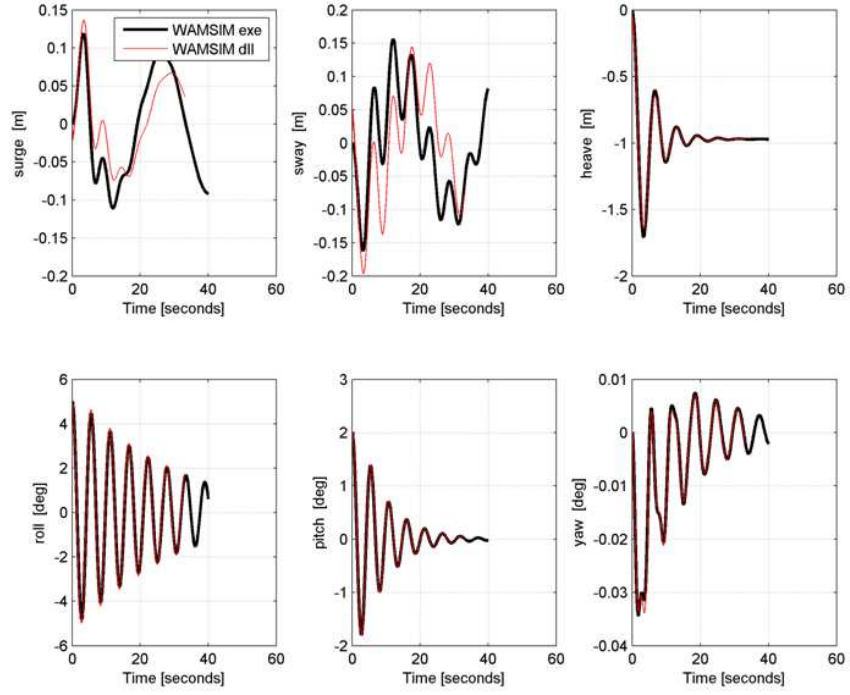 0.15
0.1
0.05
0
-0.05
-0.1
-0.15
-0.2
surge [m]
WAMSIM exe
WAMSIM dll
0 20 40 60
Time [seconds]
0.2
0.15
0.1
0.05
0
-0.05
-0.1
-0.15
-0.2
sway [m]
0 20 40 60
Time [seconds]
0
-0.5
-1
-1.5
-2
heave [m]
0 20 40 60
Time [seconds]
6
4
2
0
-2
-4
-6
roll [deg]
0 20 40 60
Time [seconds]
3
2
1
0
-1
-2
pitch [deg]
0 20 40 60
Time [seconds]
0.01
0
-0.01
-0.02
-0.03
-0.04
yaw [deg]
0 20 40 60
Time [seconds]